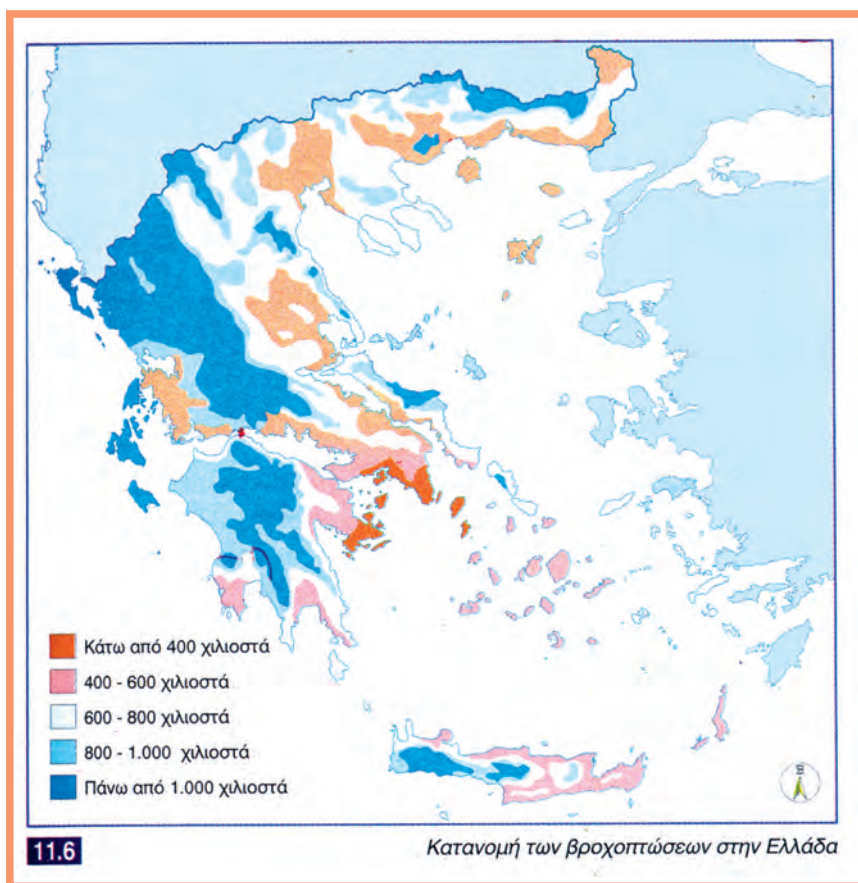 Κάτω από 400 χιλιοστά
400 - 600 χιλιοστά
600 - 800 χιλιοστά
800 - 1.000 χιλιοστά
Πάνω από 1.000 χιλιοστά
11.6
Κατανομή των βροχοπτώσεων στην Ελλάδα